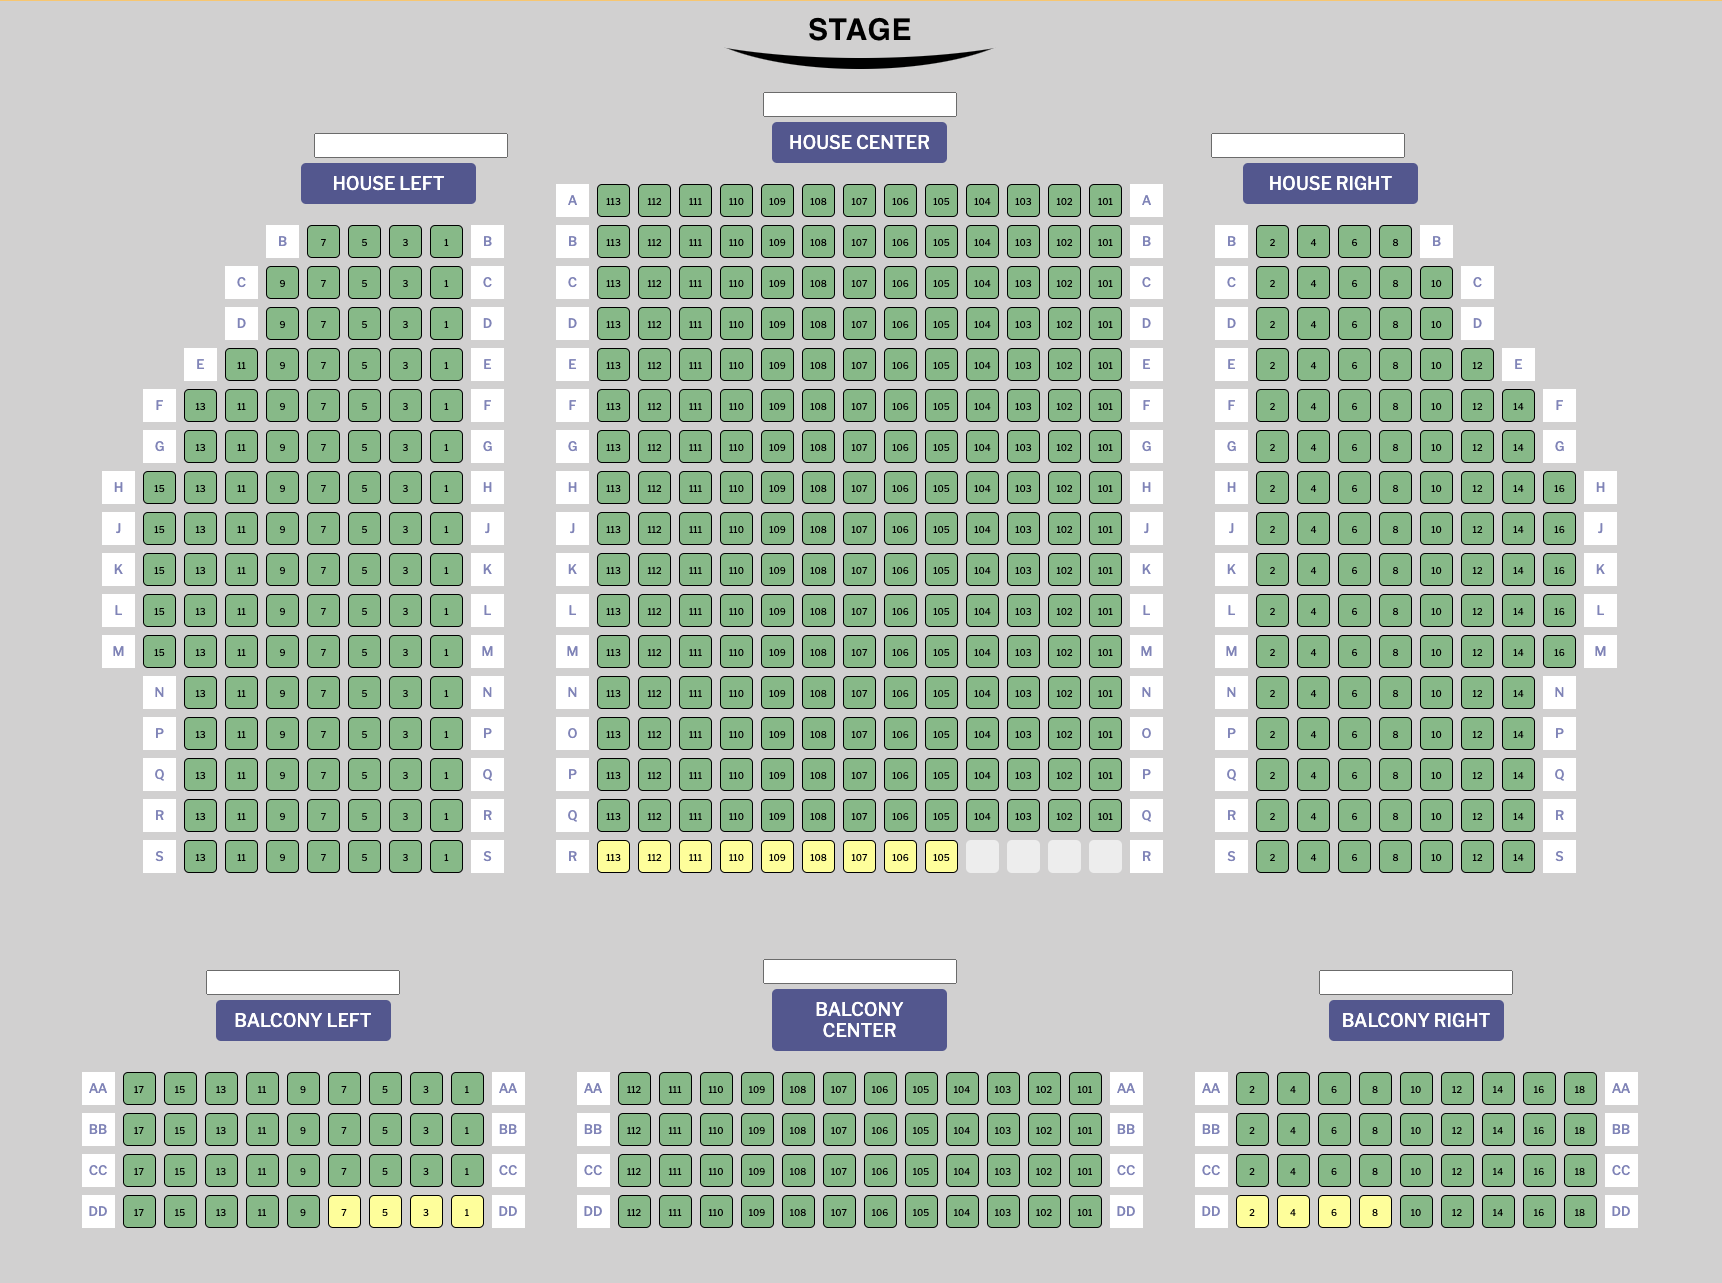 STAGE
HOUSE CENTER
HOUSE LEFT
HOUSE RIGHT
A 113 112 111 110 109 108 107 106 105 104 103 102 101 A
B 7 5 3 1 B B 113 112 111 110 109 108 107 106 105 104 103 102 101 B B 2 4 6 8 B
C 9 7 5 3 1 C C 113 112 111 110 109 108 107 106 105 104 103 102 101 C C 2 4 6 8 10 C
D 9 7 5 3 1 D D 113 112 111 110 109 108 107 106 105 104 103 102 101 D D 2 4 6 8 10 D
E 11 9 7 5 3 1 E E 113 112 111 110 109 108 107 106 105 104 103 102 101 E E 2 4 6 8 10 12 E
F 13 11 9 7 5 3 1 F F 113 112 111 110 109 108 107 106 105 104 103 102 101 F F 2 4 6 8 10 12 14 F
G 13 11 9 7 5 3 1 G G 113 112 111 110 109 108 107 106 105 104 103 102 101 G G 2 4 6 8 10 12 14 G
H 15 13 11 9 7 5 3 1 H H 113 112 111 110 109 108 107 106 105 104 103 102 101 H H 2 4 6 8 10 12 14 16 H
J 15 13 11 9 7 5 3 1 J J 113 112 111 110 109 108 107 106 105 104 103 102 101 J J 2 4 6 8 10 12 14 16 J
K 15 13 11 9 7 5 3 1 K K 113 112 111 110 109 108 107 106 105 104 103 102 101 K K 2 4 6 8 10 12 14 16 K
L 15 13 11 9 7 5 3 1 L L 113 112 111 110 109 108 107 106 105 104 103 102 101 L L 2 4 6 8 10 12 14 16 L
M 15 13 11 9 7 5 3 1 M M 113 112 111 110 109 108 107 106 105 104 103 102 101 M M 2 4 6 8 10 12 14 16 M
N 13 11 9 7 5 3 1 N N 113 112 111 110 109 108 107 106 105 104 103 102 101 N N 2 4 6 8 10 12 14 N
P 13 11 9 7 5 3 1 P O 113 112 111 110 109 108 107 106 105 104 103 102 101 O P 2 4 6 8 10 12 14 P
Q 13 11 9 7 5 3 1 Q P 113 112 111 110 109 108 107 106 105 104 103 102 101 P Q 2 4 6 8 10 12 14 Q
R 13 11 9 7 5 3 1 R Q 113 112 111 110 109 108 107 106 105 104 103 102 101 Q R 2 4 6 8 10 12 14 R
S 13 11 9 7 5 3 1 S R 113 112 111 110 109 108 107 106 105 R S 2 4 6 8 10 12 14 S
BALCONY LEFT
BALCONY
CENTER
BALCONY RIGHT
AA 17 15 13 11 9 7 5 3 1 AA AA 112 111 110 109 108 107 106 105 104 103 102 101 AA AA 2 4 6 8 10 12 14 16 18 AA
BB 17 15 13 11 9 7 5 3 1 BB BB 112 111 110 109 108 107 106 105 104 103 102 101 BB BB 2 4 6 8 10 12 14 16 18 BB
CC 17 15 13 11 9 7 5 3 1 CC CC 112 111 110 109 108 107 106 105 104 103 102 101 CC CC 2 4 6 8 10 12 14 16 18 CC
DD 17 15 13 11 9 7 5 3 1 DD DD 112 111 110 109 108 107 106 105 104 103 102 101 DD DD 2 4 6 8 10 12 14 16 18 DD